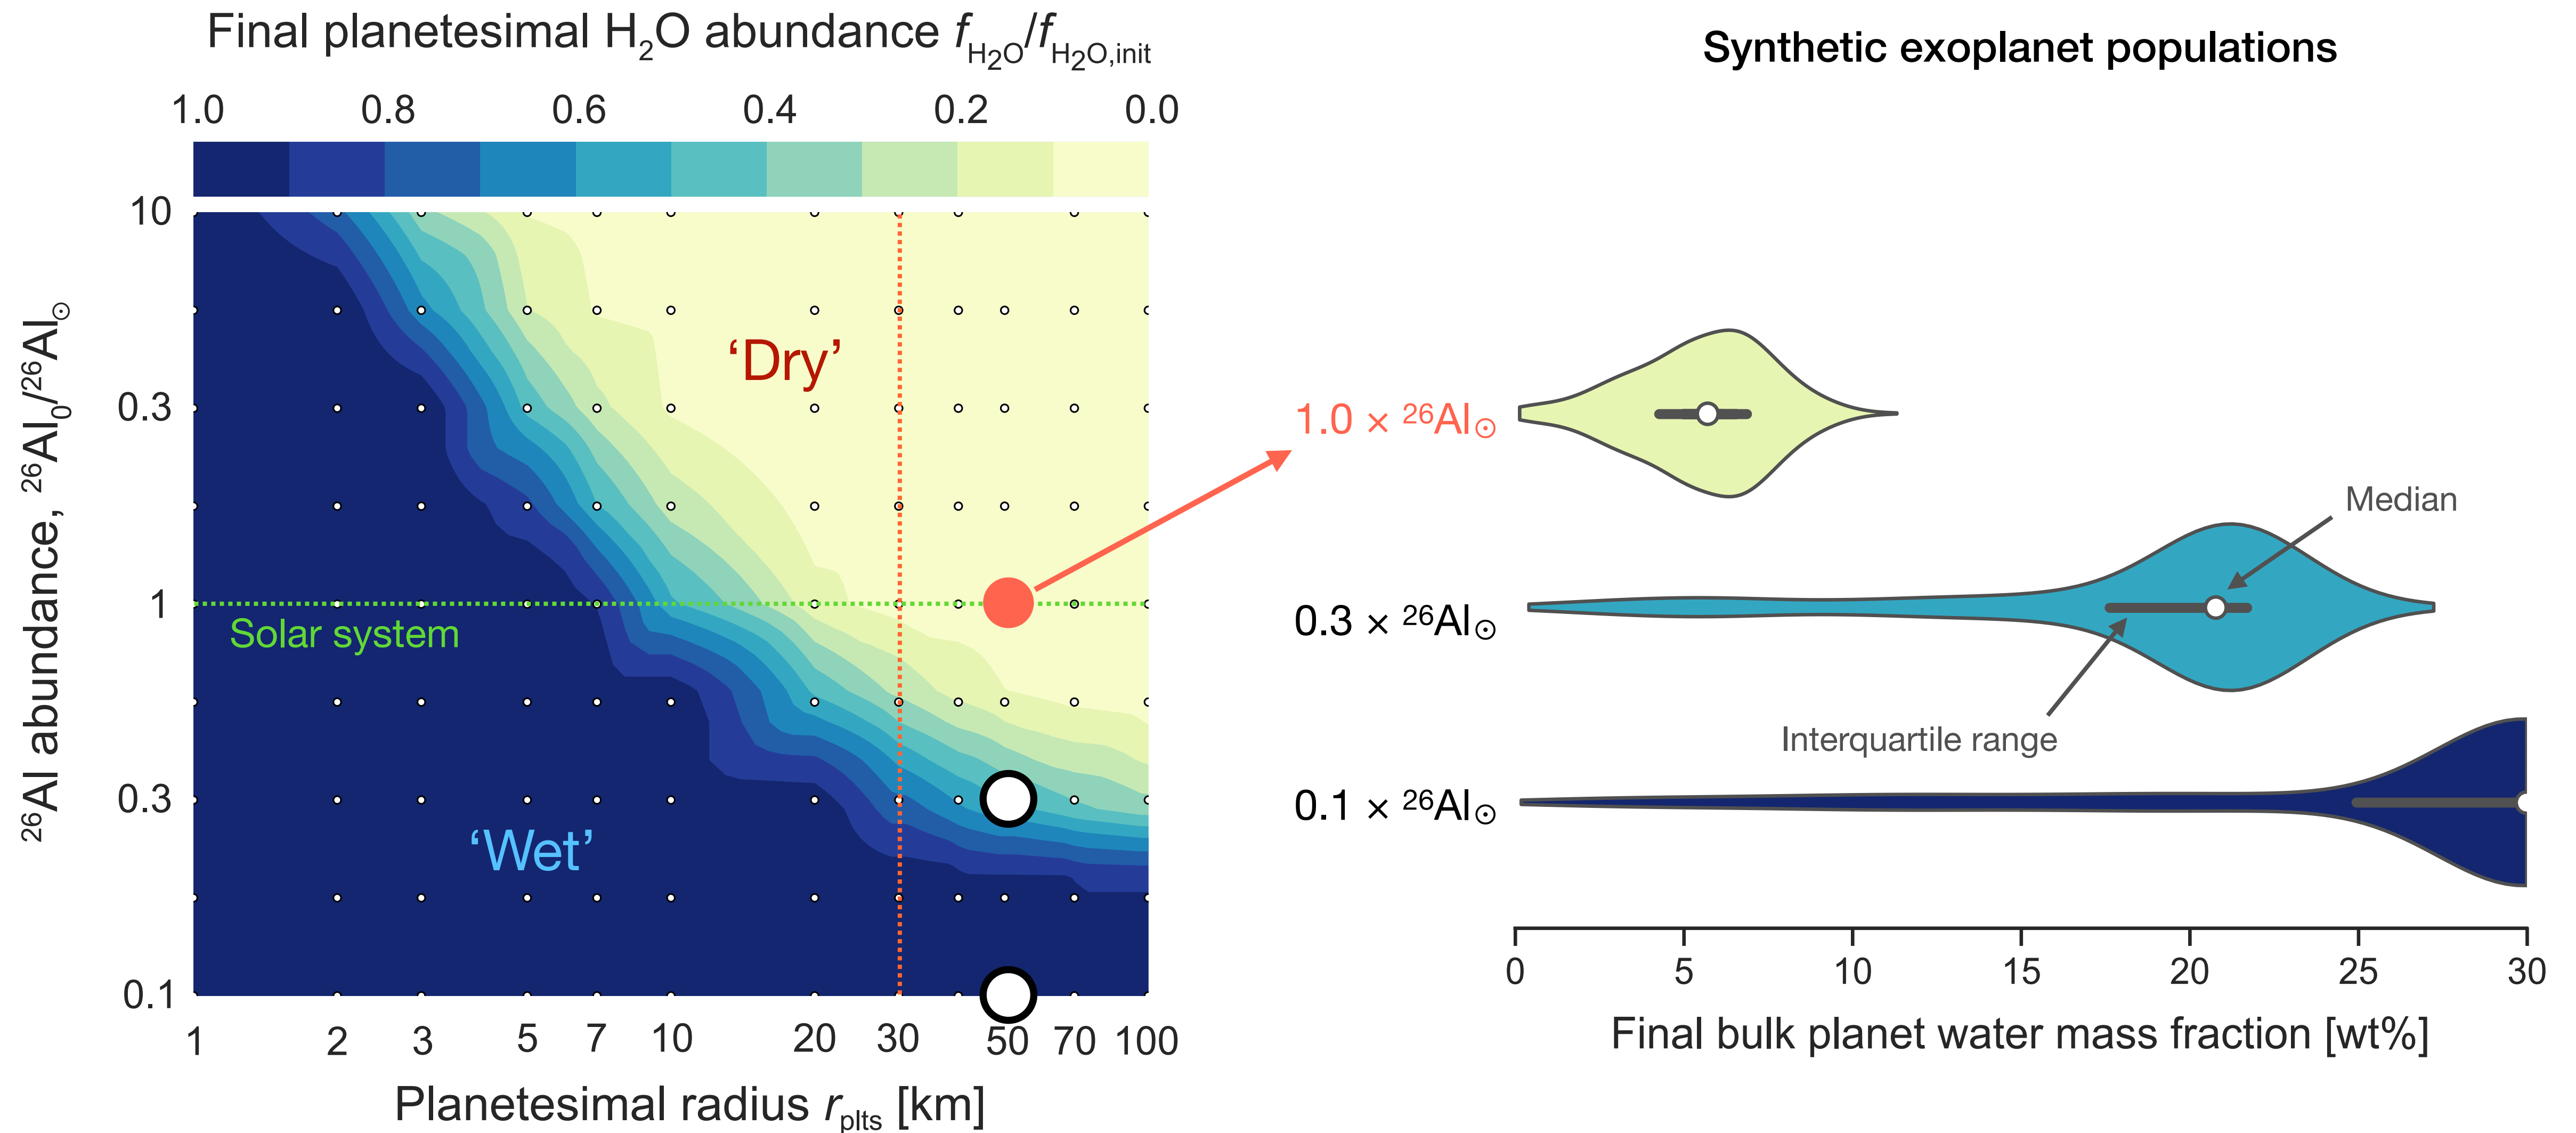 Final planetesimal H₂O abundance f_H₂O/f_H₂O,init
1.0 0.8 0.6 0.4 0.2 0.0
²⁶Al abundance, ²⁶Al₀/²⁶Al☉
10
0.3
1
0.3
0.1
‘Dry’
Solar system
‘Wet’
1 2 3 5 7 10 20 30 50 70 100
Planetesimal radius r_plts [km]
Synthetic exoplanet populations
1.0 × ²⁶Al☉
Median
0.3 × ²⁶Al☉
Interquartile range
0.1 × ²⁶Al☉
0 5 10 15 20 25 30
Final bulk planet water mass fraction [wt%]